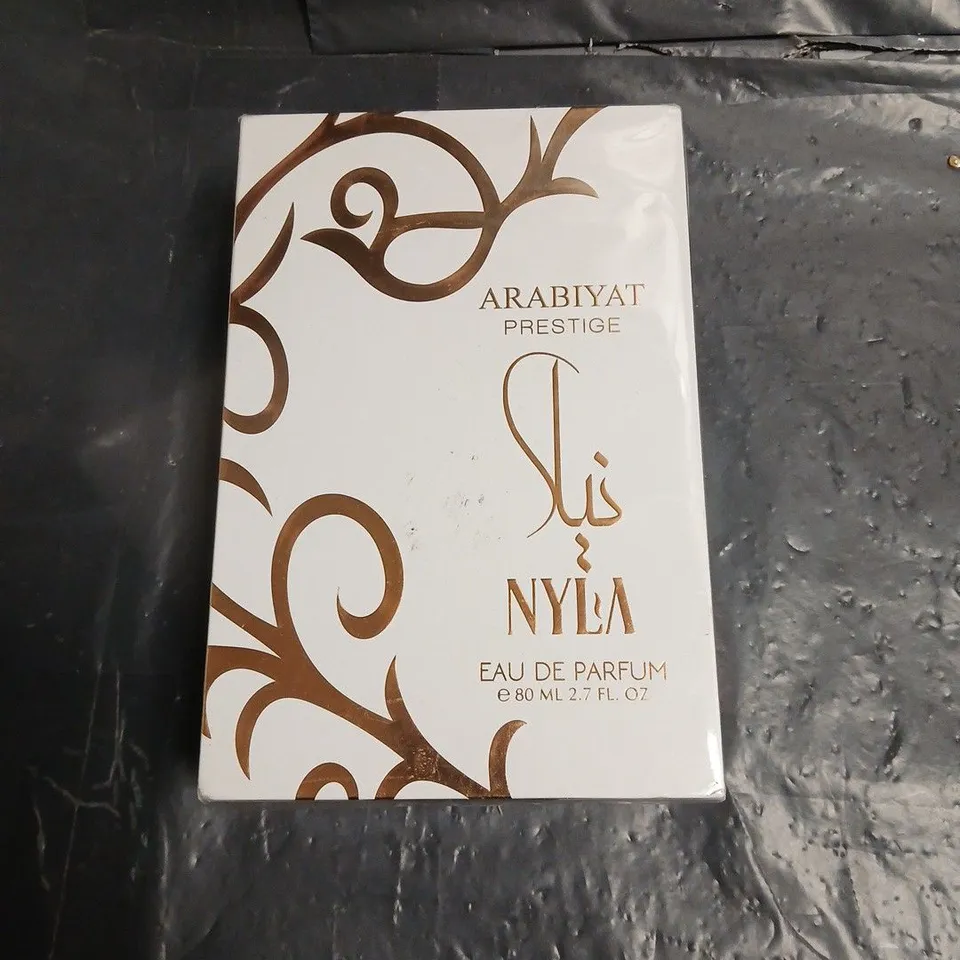 ARABIYAT
PRESTIGE
نيلا
NYLA
EAU DE PARFUM
℮ 80 ML 2.7 FL. OZ